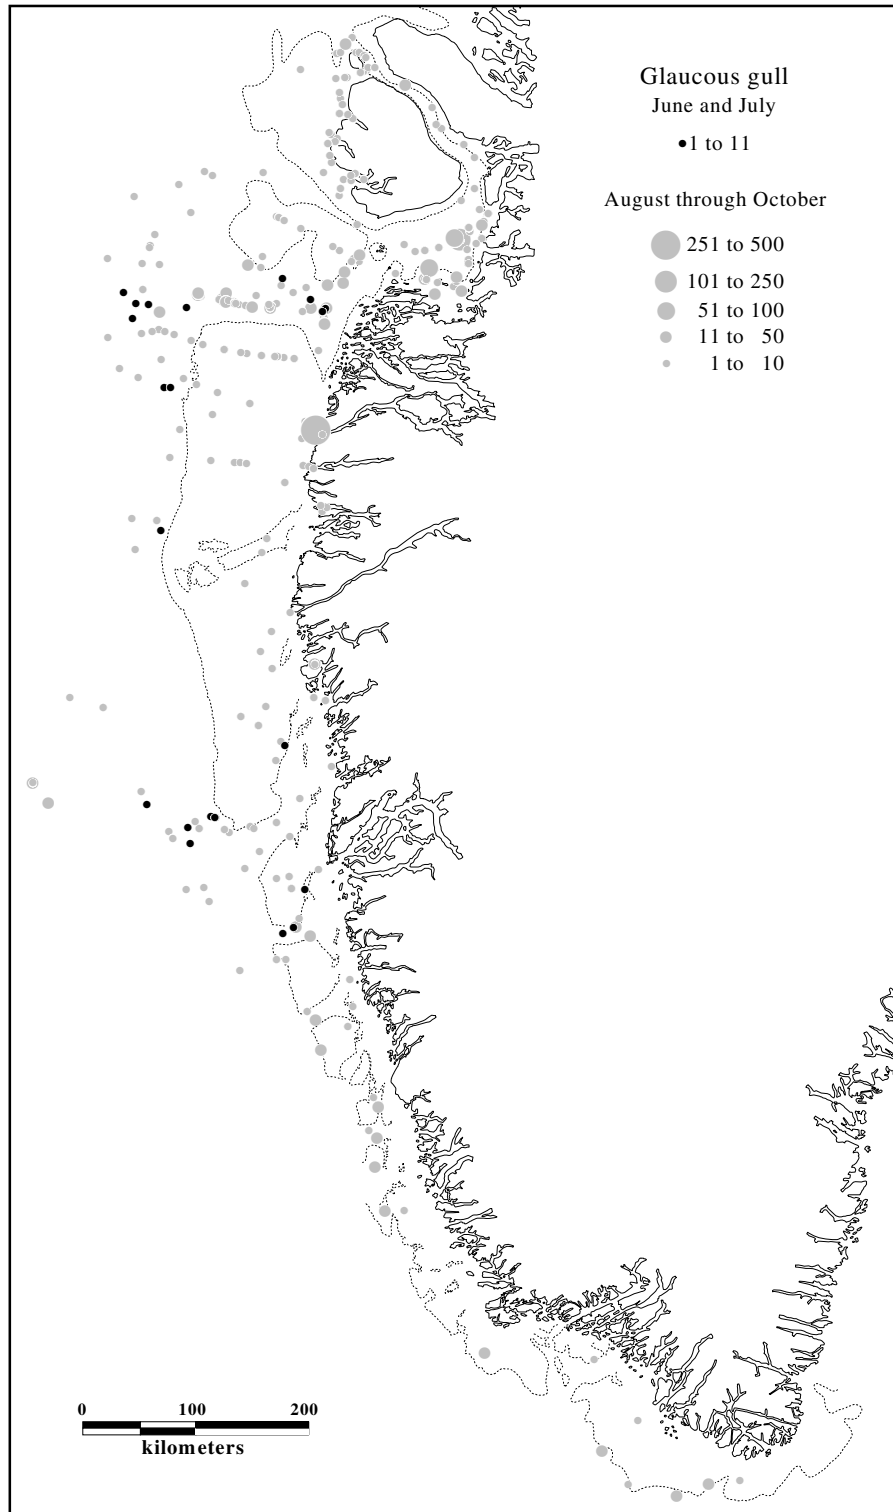 Glaucous gull
June and July
1 to 11
August through October
251 to 500
101 to 250
51 to 100
11 to 50
1 to 10
0 100 200
kilometers